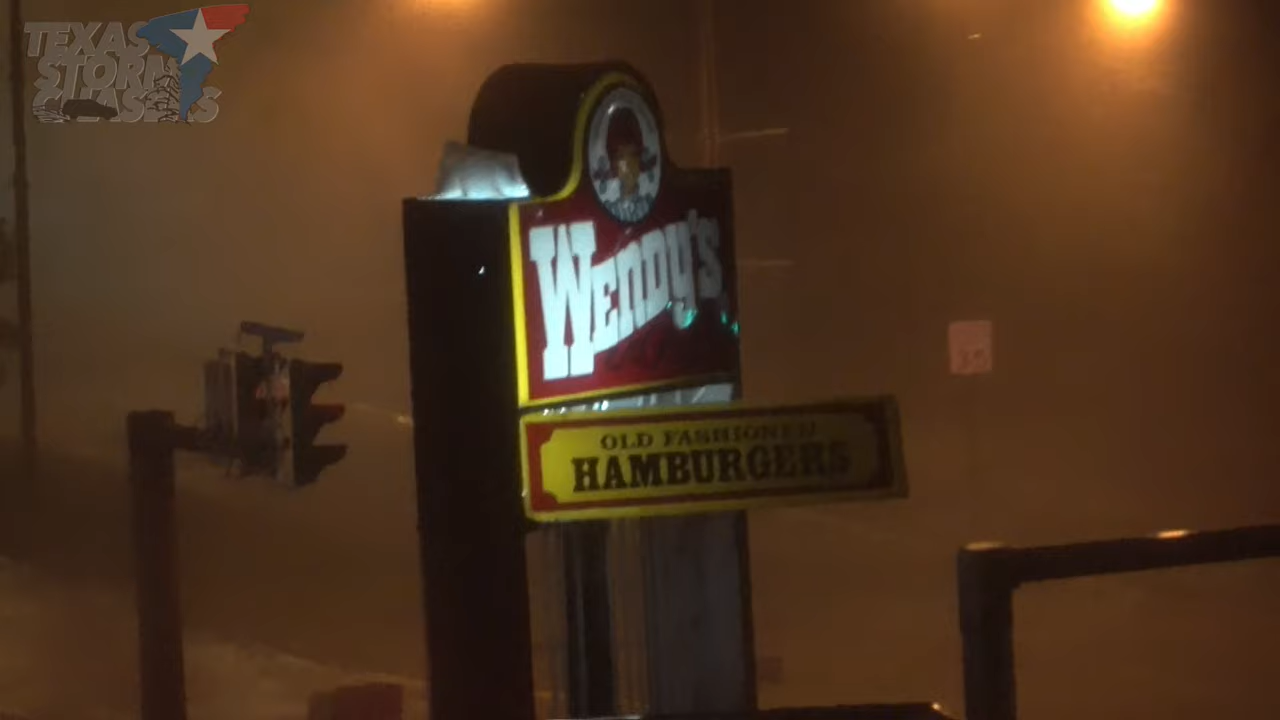 TEXAS
STORM
CHASERS
WENDY'S
OLD FASHIONED
HAMBURGERS